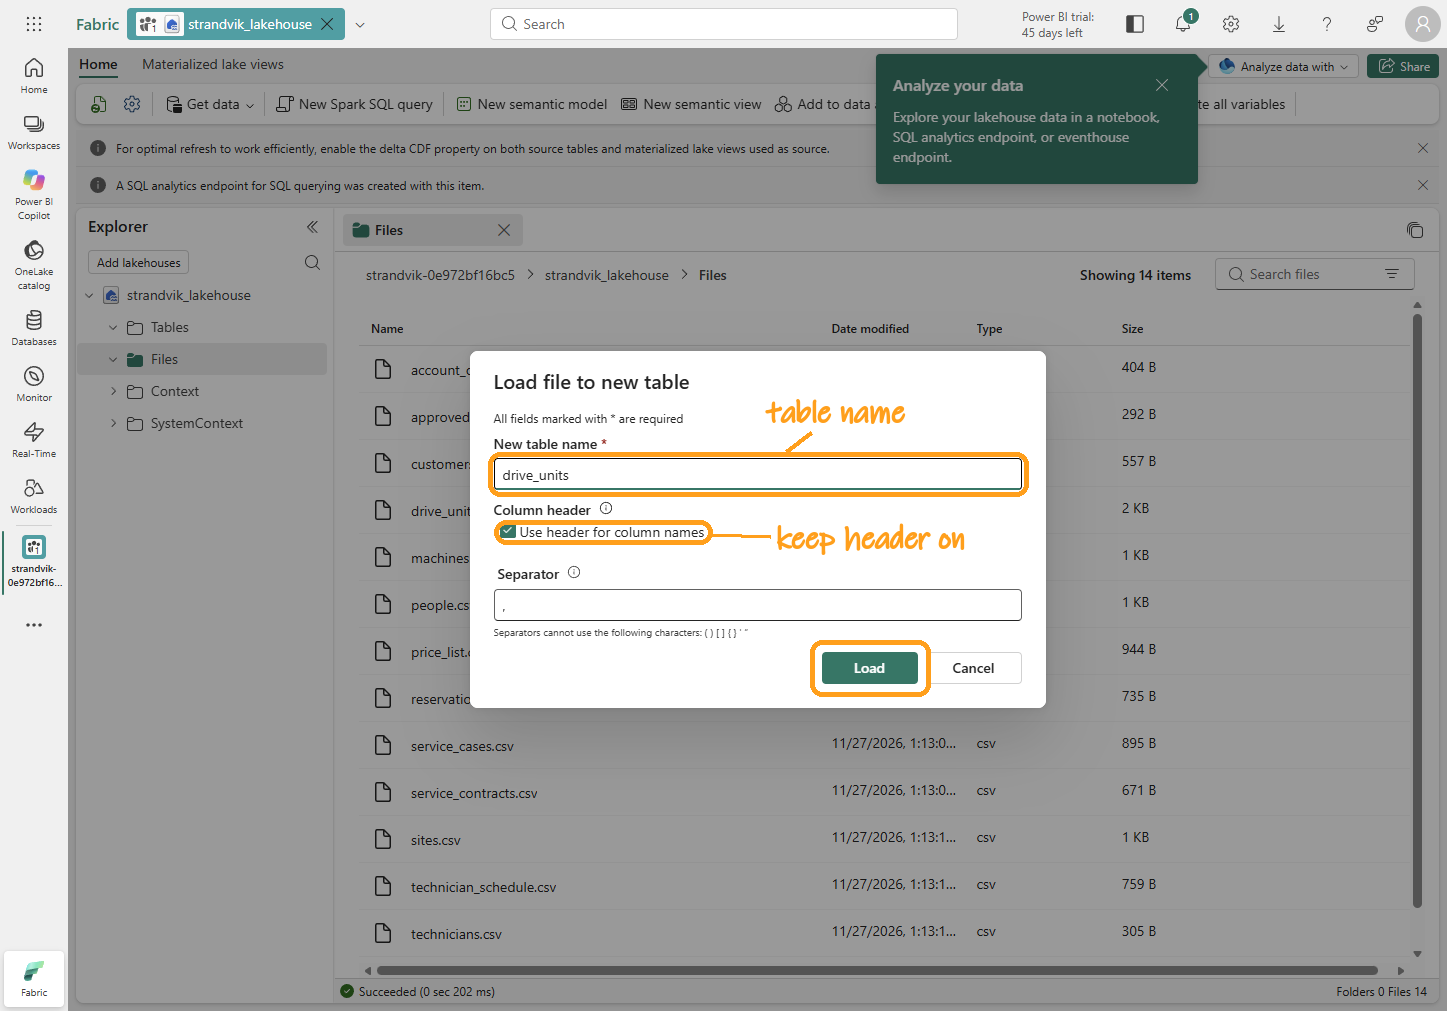 Fabric
1
strandvik_lakehouse
Search
Power BI trial:
45 days left
1
Home
Workspaces
Power BI
Copilot
OneLake
catalog
Databases
Monitor
Real-Time
Workloads
strandvik-
0e972bf16...
Fabric
Home
Materialized lake views
Analyze data with
Share
Get data
New Spark SQL query
New semantic model
New semantic view
Add to data
te all variables
Analyze your data
Explore your lakehouse data in a notebook,
SQL analytics endpoint, or eventhouse
endpoint.
For optimal refresh to work efficiently, enable the delta CDF property on both source tables and materialized lake views used as source.
A SQL analytics endpoint for SQL querying was created with this item.
Explorer
Add lakehouses
strandvik_lakehouse
Tables
Files
Context
SystemContext
Files
strandvik-0e972bf16bc5 > strandvik_lakehouse > Files
Showing 14 items
Search files
Name Date modified Type Size
account_c 404 B
approved 292 B
customer 557 B
drive_unit 2 KB
machines 1 KB
people.cs 1 KB
price_list. 944 B
reservatio 735 B
service_cases.csv 11/27/2026, 1:13:0... csv 895 B
service_contracts.csv 11/27/2026, 1:13:0... csv 671 B
sites.csv 11/27/2026, 1:13:1... csv 1 KB
technician_schedule.csv 11/27/2026, 1:13:1... csv 759 B
technicians.csv 11/27/2026, 1:13:1... csv 305 B
Load file to new table
All fields marked with * are required
table name
New table name *
drive_units
Column header
Use header for column names
keep header on
Separator
,
Separators cannot use the following characters: ( ) [ ] { } ' "
Load
Cancel
Succeeded (0 sec 202 ms)
Folders 0 Files 14